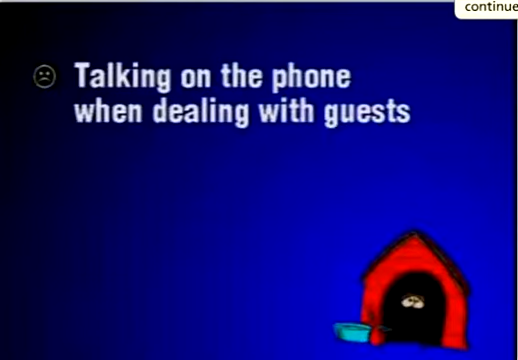 continue
Talking on the phone
when dealing with guests